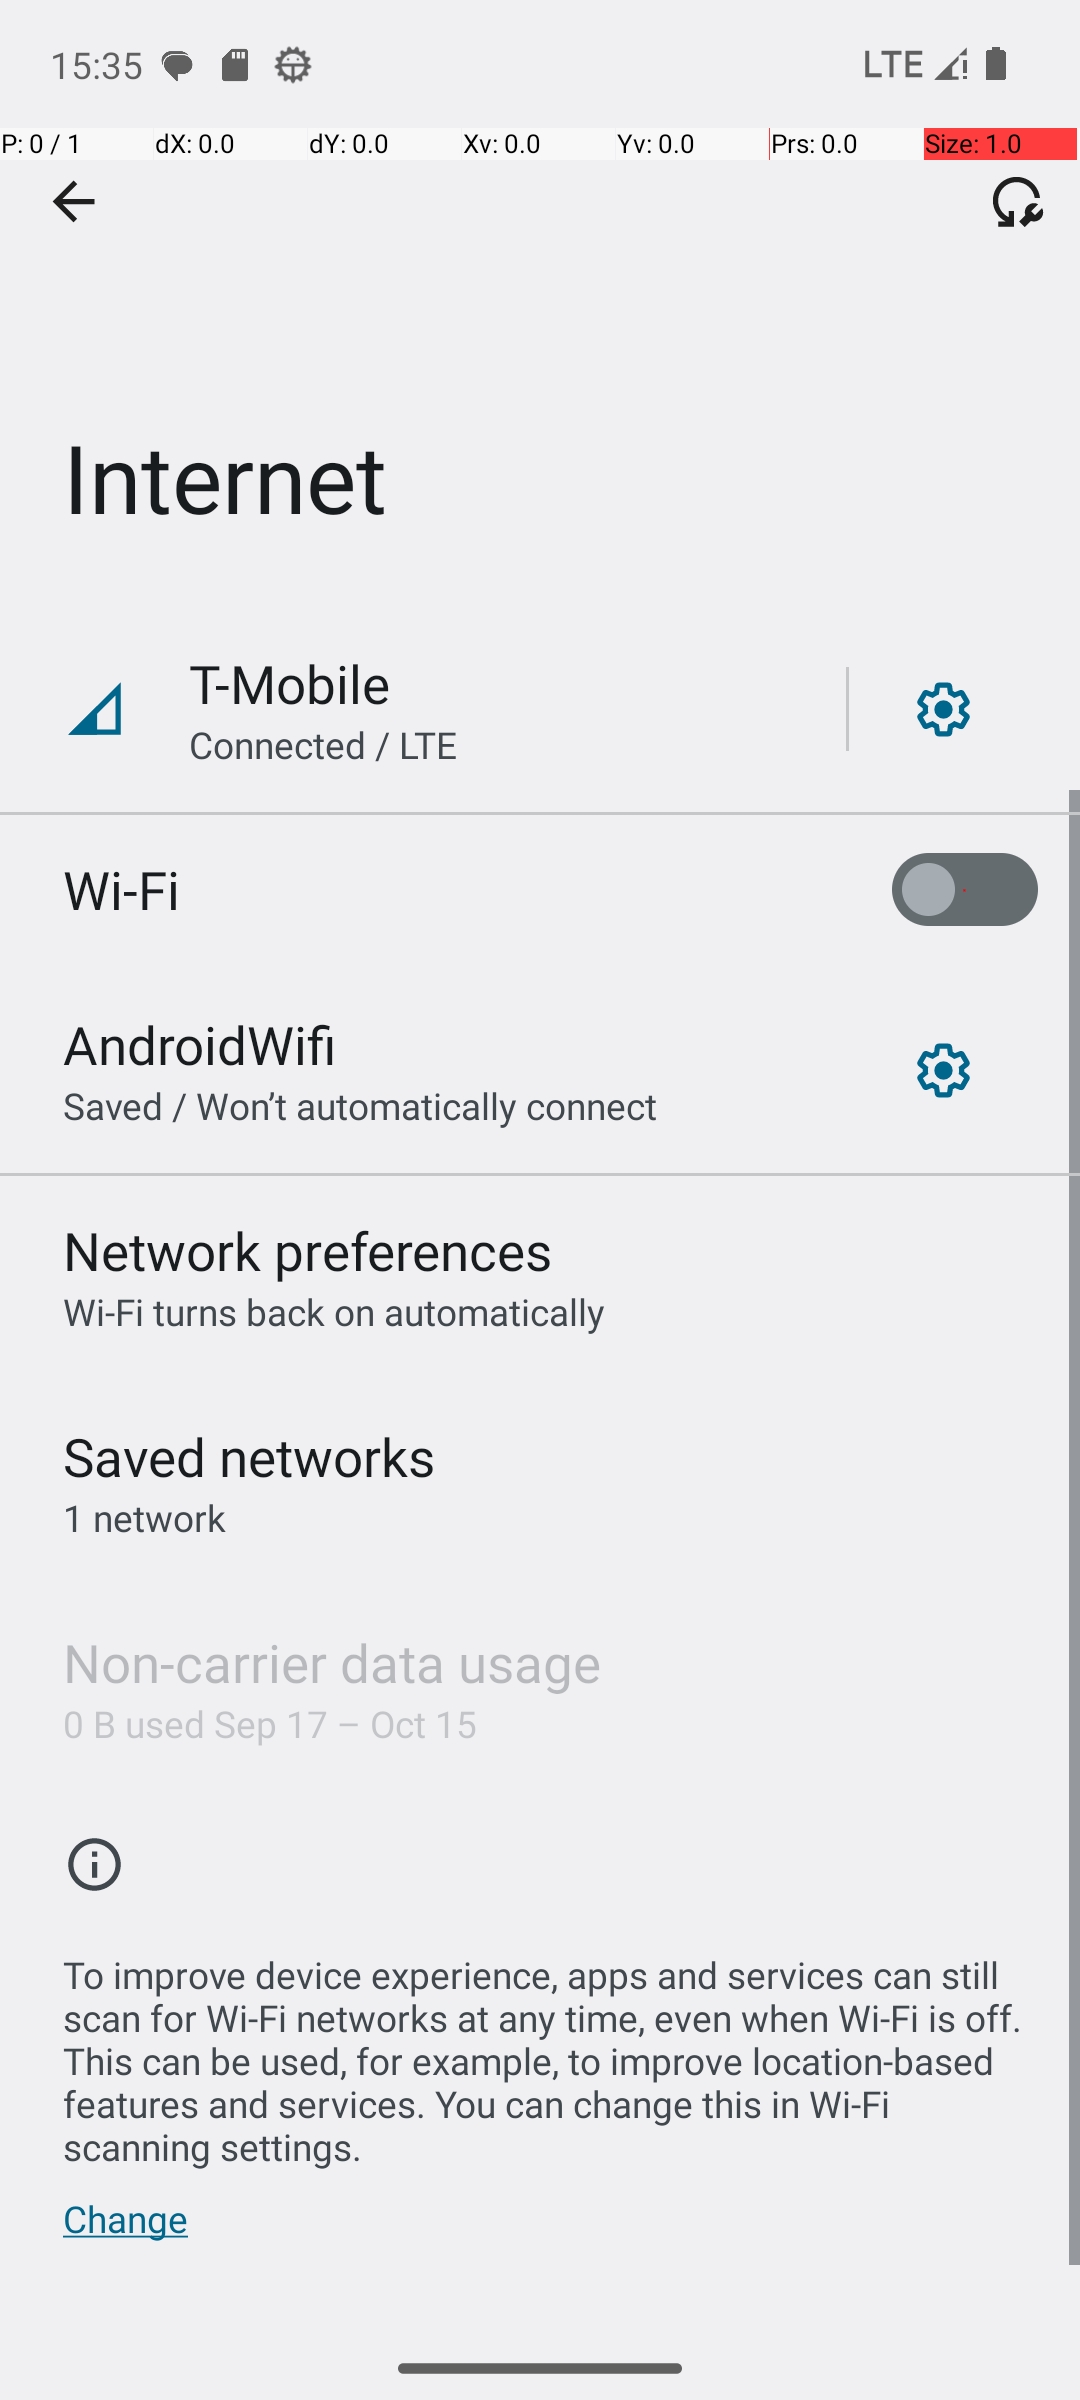 15:35
LTE
P: 0 / 1 dX: 0.0 dY: 0.0 Xv: 0.0 Yv: 0.0 Prs: 0.0 Size: 1.0
Internet
T-Mobile
Connected / LTE
Wi-Fi
AndroidWifi
Saved / Won’t automatically connect
Network preferences
Wi-Fi turns back on automatically
Saved networks
1 network
Non-carrier data usage
0 B used Sep 17 – Oct 15
To improve device experience, apps and services can still
scan for Wi-Fi networks at any time, even when Wi-Fi is off.
This can be used, for example, to improve location-based
features and services. You can change this in Wi-Fi
scanning settings.
Change